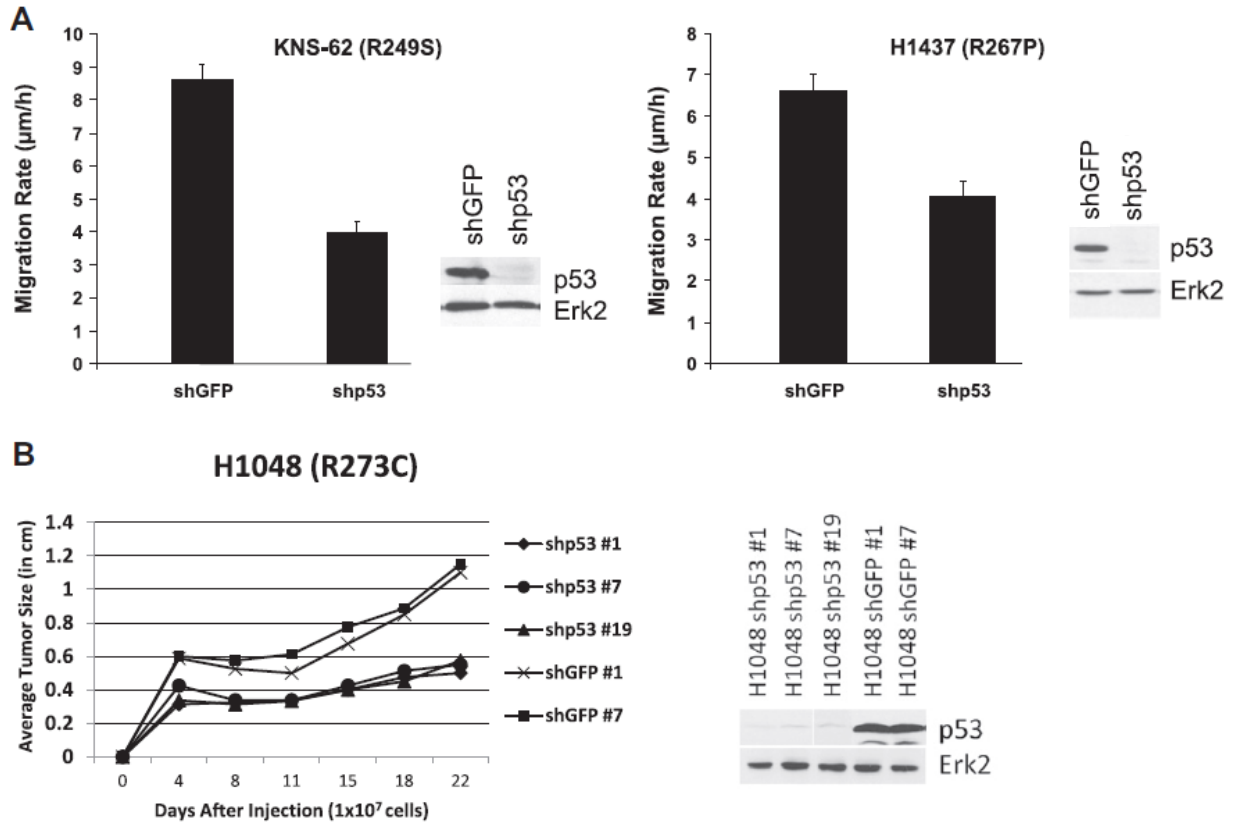 A
KNS-62 (R249S)
Migration Rate (µm/h)
10
9
8
7
6
5
4
3
2
1
0
shGFP
shp53
shGFP
shp53
p53
Erk2
H1437 (R267P)
Migration Rate (µm/h)
8
7
6
5
4
3
2
1
0
shGFP
shp53
shGFP
shp53
p53
Erk2
B
H1048 (R273C)
Average Tumor Size (in cm)
1.4
1.2
1
0.8
0.6
0.4
0.2
0
0 4 8 11 15 18 22
Days After Injection (1x10⁷ cells)
shp53 #1
shp53 #7
shp53 #19
shGFP #1
shGFP #7
H1048 shp53 #1
H1048 shp53 #7
H1048 shp53 #19
H1048 shGFP #1
H1048 shGFP #7
p53
Erk2